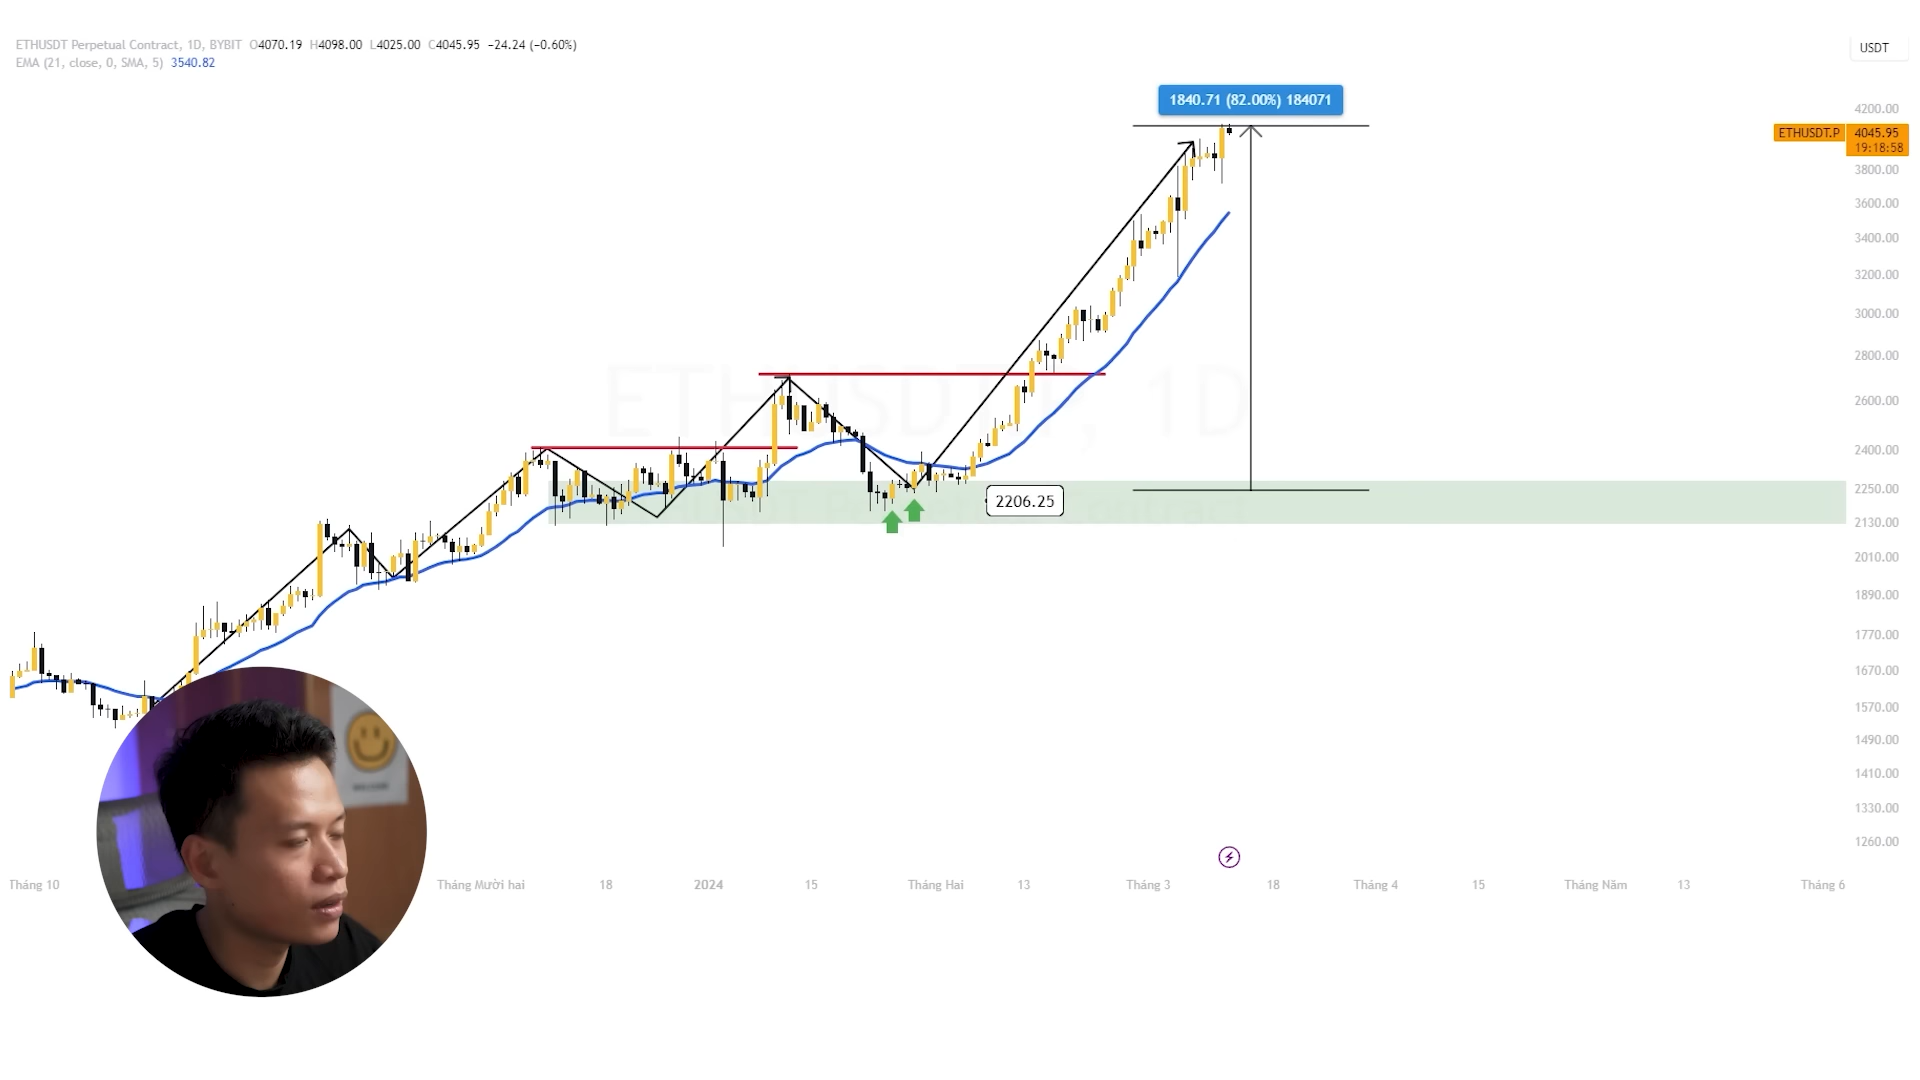 ETHUSDT Perpetual Contract, 1D, BYBIT O4070.19 H4098.00 L4025.00 C4045.95 −24.24 (−0.60%)
EMA (21, close, 0, SMA, 5) 3540.82
USDT
1840.71 (82.00%) 184071
4200.00
ETHUSDT.P 4045.95
19:18:58
3800.00
3600.00
3400.00
3200.00
3000.00
2800.00
ETHUSDT.P, 1D
2600.00
2400.00
2250.00
2206.25
2130.00
2010.00
1890.00
1770.00
1670.00
1570.00
1490.00
1410.00
1330.00
1260.00
Tháng 10
Tháng Mười hai
18
2024
15
Tháng Hai
13
Tháng 3
18
Tháng 4
15
Tháng Năm
13
Tháng 6